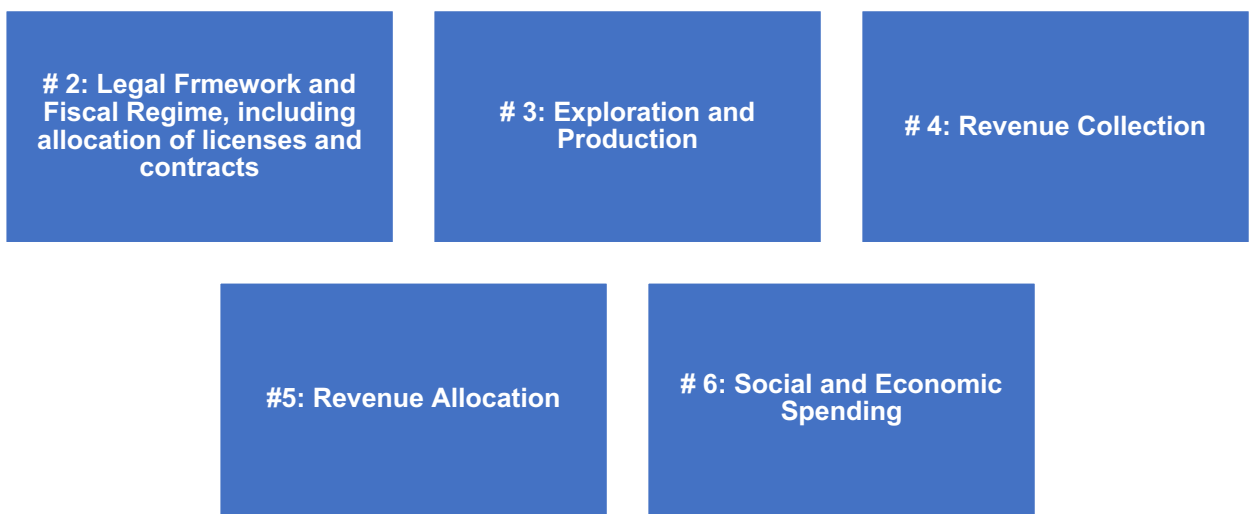 # 2: Legal Frmework and
Fiscal Regime, including
allocation of licenses and
contracts
# 3: Exploration and
Production
# 4: Revenue Collection
#5: Revenue Allocation
# 6: Social and Economic
Spending